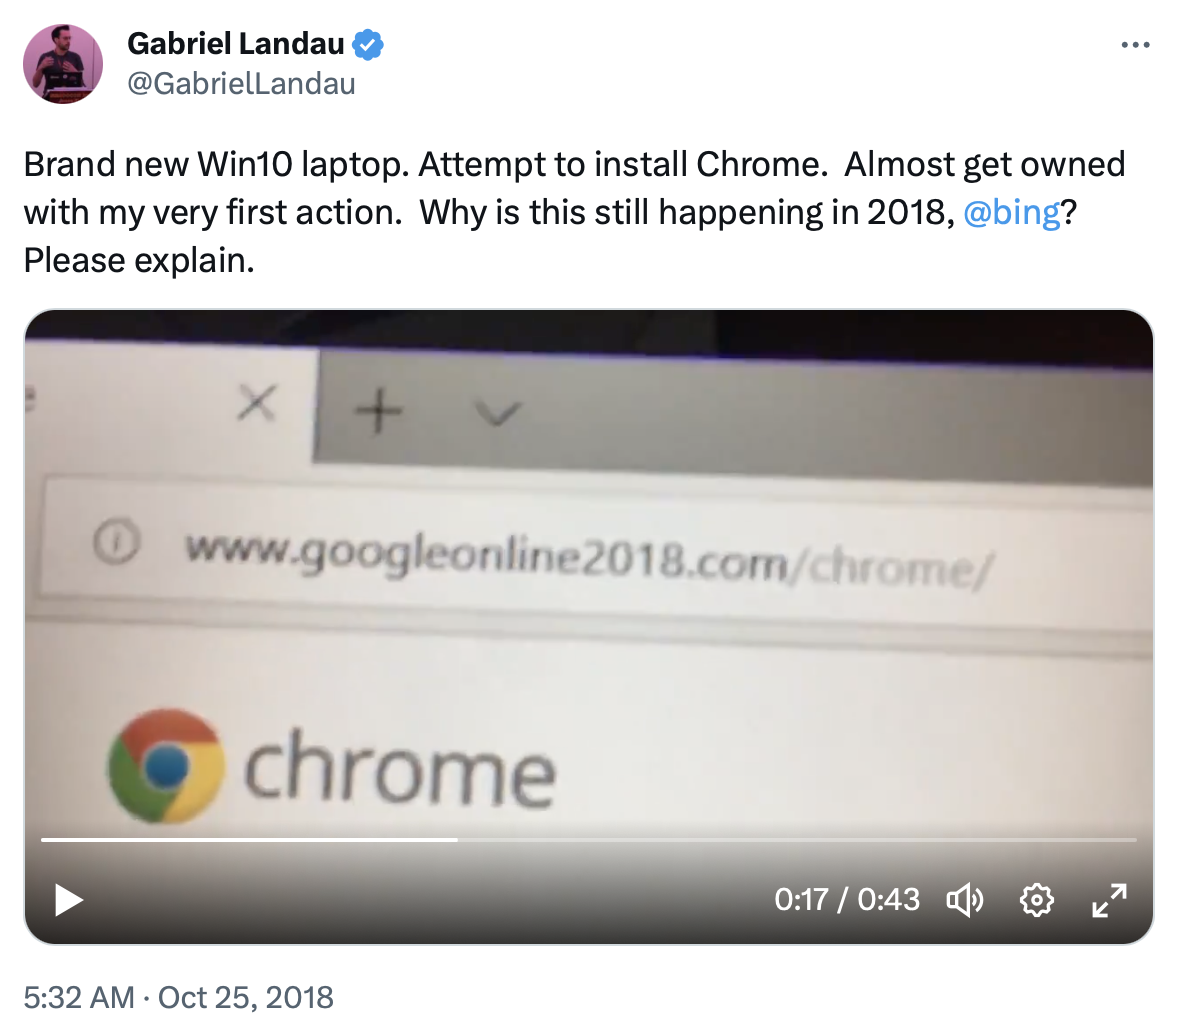 Gabriel Landau
@GabrielLandau
Brand new Win10 laptop. Attempt to install Chrome.  Almost get owned
with my very first action.  Why is this still happening in 2018, @bing?
Please explain.
www.googleonline2018.com/chrome/
chrome
0:17 / 0:43
5:32 AM · Oct 25, 2018